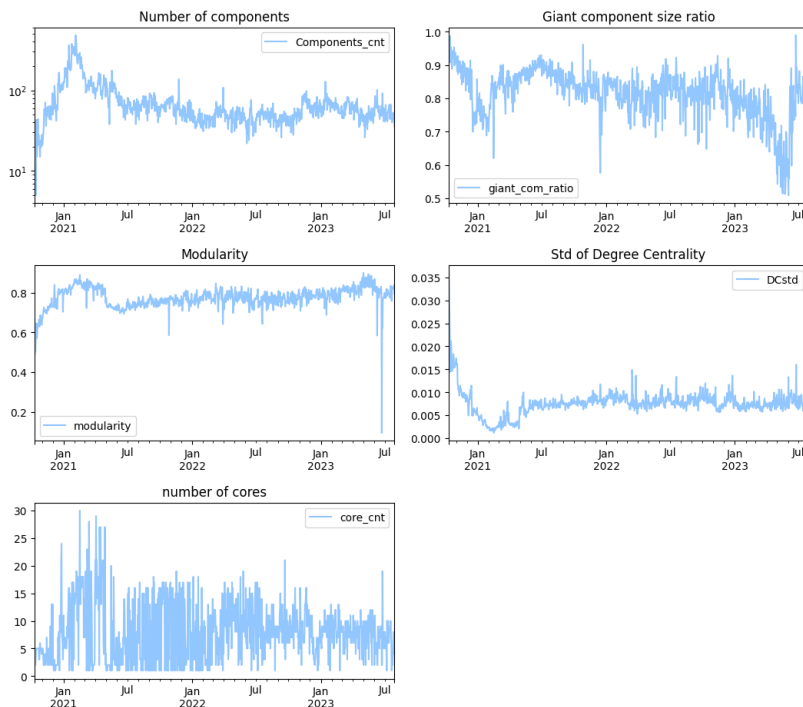 Number of components
Components_cnt
10²
10¹
Jan
2021
Jul
Jan
2022
Jul
Jan
2023
Jul
Giant component size ratio
giant_com_ratio
1.0
0.9
0.8
0.7
0.6
0.5
Jan
2021
Jul
Jan
2022
Jul
Jan
2023
Jul
Modularity
modularity
0.8
0.6
0.4
0.2
Jan
2021
Jul
Jan
2022
Jul
Jan
2023
Jul
Std of Degree Centrality
DCstd
0.035
0.030
0.025
0.020
0.015
0.010
0.005
0.000
Jan
2021
Jul
Jan
2022
Jul
Jan
2023
Jul
number of cores
core_cnt
30
25
20
15
10
5
0
Jan
2021
Jul
Jan
2022
Jul
Jan
2023
Jul